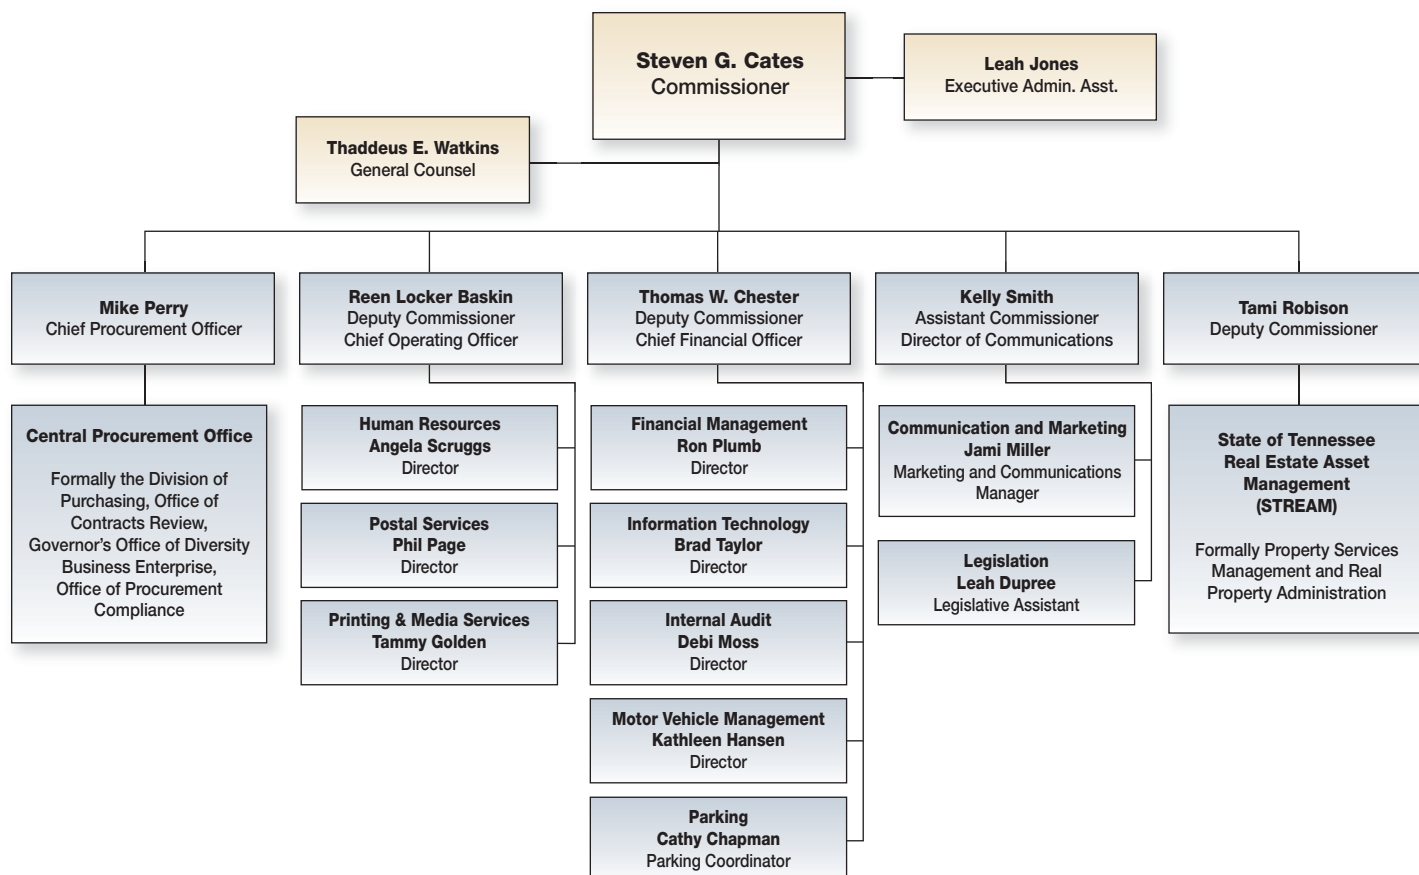 Steven G. Cates
Commissioner
Leah Jones
Executive Admin. Asst.
Thaddeus E. Watkins
General Counsel
Mike Perry
Chief Procurement Officer
Central Procurement Office
Formally the Division of
Purchasing, Office of
Contracts Review,
Governor's Office of Diversity
Business Enterprise,
Office of Procurement
Compliance
Reen Locker Baskin
Deputy Commissioner
Chief Operating Officer
Human Resources
Angela Scruggs
Director
Postal Services
Phil Page
Director
Printing & Media Services
Tammy Golden
Director
Thomas W. Chester
Deputy Commissioner
Chief Financial Officer
Financial Management
Ron Plumb
Director
Information Technology
Brad Taylor
Director
Internal Audit
Debi Moss
Director
Motor Vehicle Management
Kathleen Hansen
Director
Parking
Cathy Chapman
Parking Coordinator
Kelly Smith
Assistant Commissioner
Director of Communications
Communication and Marketing
Jami Miller
Marketing and Communications
Manager
Legislation
Leah Dupree
Legislative Assistant
Tami Robison
Deputy Commissioner
State of Tennessee
Real Estate Asset
Management
(STREAM)
Formally Property Services
Management and Real
Property Administration